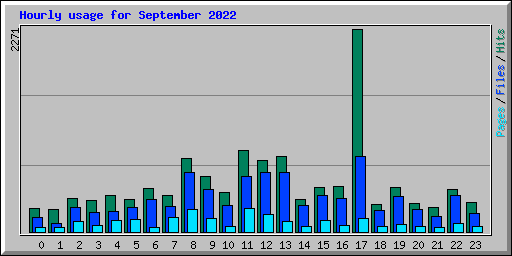 Hourly usage for September 2022
2271
Pages / Files / Hits
0 1 2 3 4 5 6 7 8 9 10 11 12 13 14 15 16 17 18 19 20 21 22 23